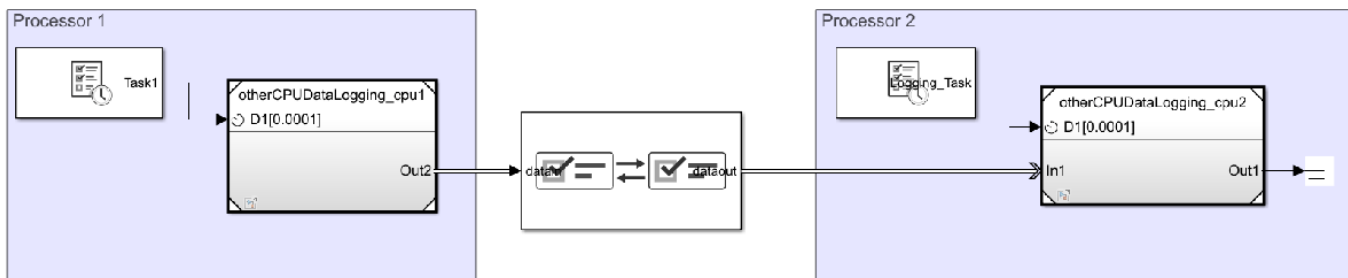 Processor 1
Task1
otherCPUDataLogging_cpu1
D1[0.0001]
Out2
datain
dataout
Processor 2
Logging_Task
otherCPUDataLogging_cpu2
D1[0.0001]
In1
Out1